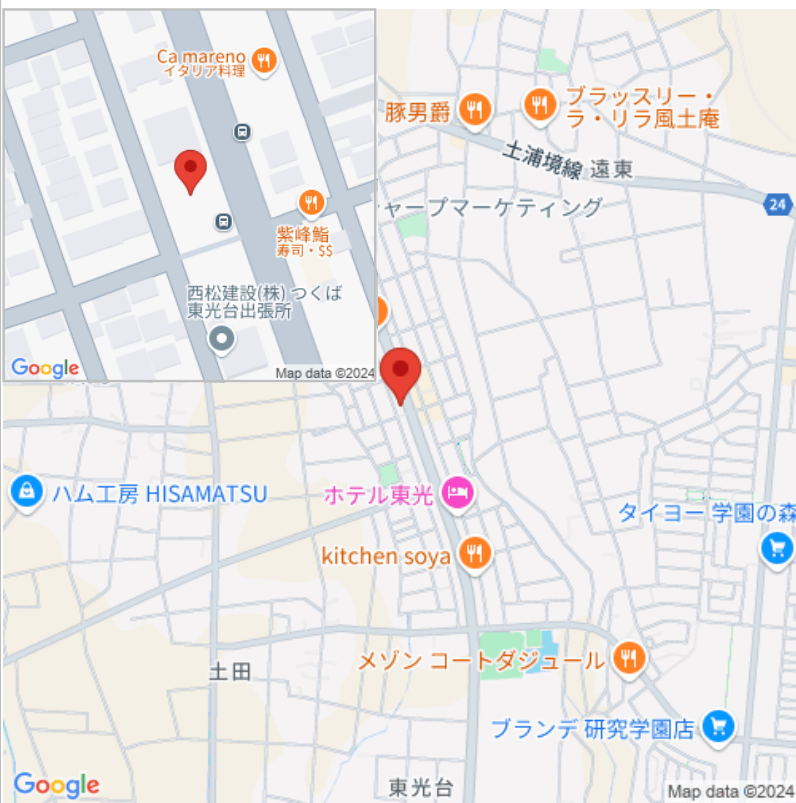 Ca mareno
イタリア料理
紫峰鮨
寿司・$$
西松建設(株) つくば
東光台出張所
Google
Map data ©2024
豚男爵
ブラッスリー・
ラ・リラ風土庵
土浦境線
遠東
24
ャープマーケティング
ハム工房 HISAMATSU
ホテル東光
タイヨー 学園の森
kitchen soya
土田
メゾン コートダジュール
ブランデ 研究学園店
東光台
Google
Map data ©2024